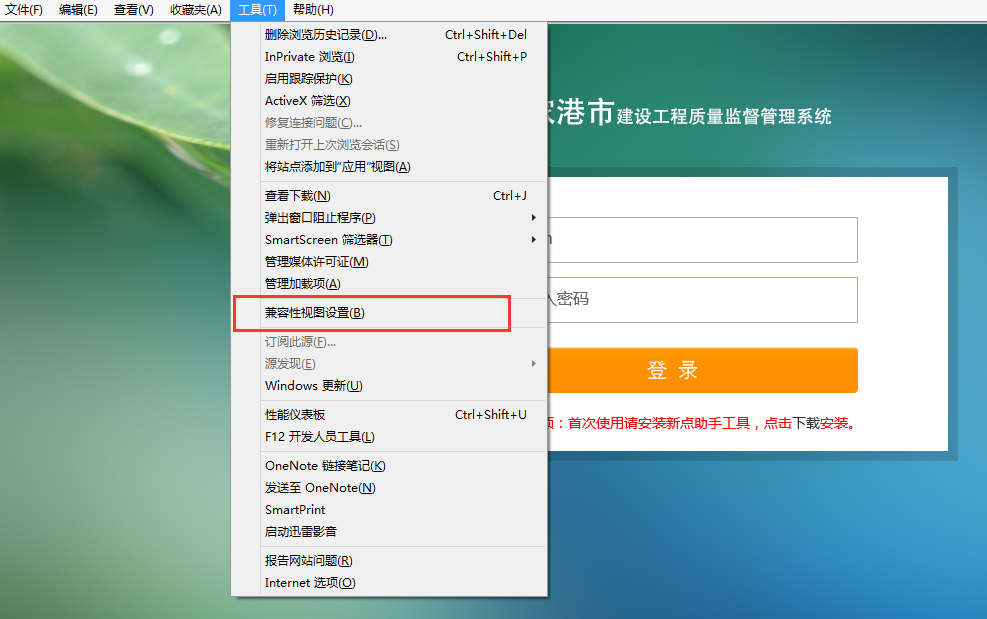 文件(F) 编辑(E) 查看(V) 收藏夹(A) 工具(T) 帮助(H)
删除浏览历史记录(D)... Ctrl+Shift+Del
InPrivate 浏览(I) Ctrl+Shift+P
启用跟踪保护(K)
ActiveX 筛选(X)
修复连接问题(C)...
重新打开上次浏览会话(S)
将站点添加到“应用”视图(A)
查看下载(N) Ctrl+J
弹出窗口阻止程序(P)
SmartScreen 筛选器(T)
管理媒体许可证(M)
管理加载项(A)
兼容性视图设置(B)
订阅此源(F)...
源发现(E)
Windows 更新(U)
性能仪表板 Ctrl+Shift+U
F12 开发人员工具(L)
OneNote 链接笔记(K)
发送至 OneNote(N)
SmartPrint
启动迅雷影音
报告网站问题(R)
Internet 选项(O)
家港市建设工程质量监督管理系统
入密码
登 录
项：首次使用请安装新点助手工具，点击下载安装。